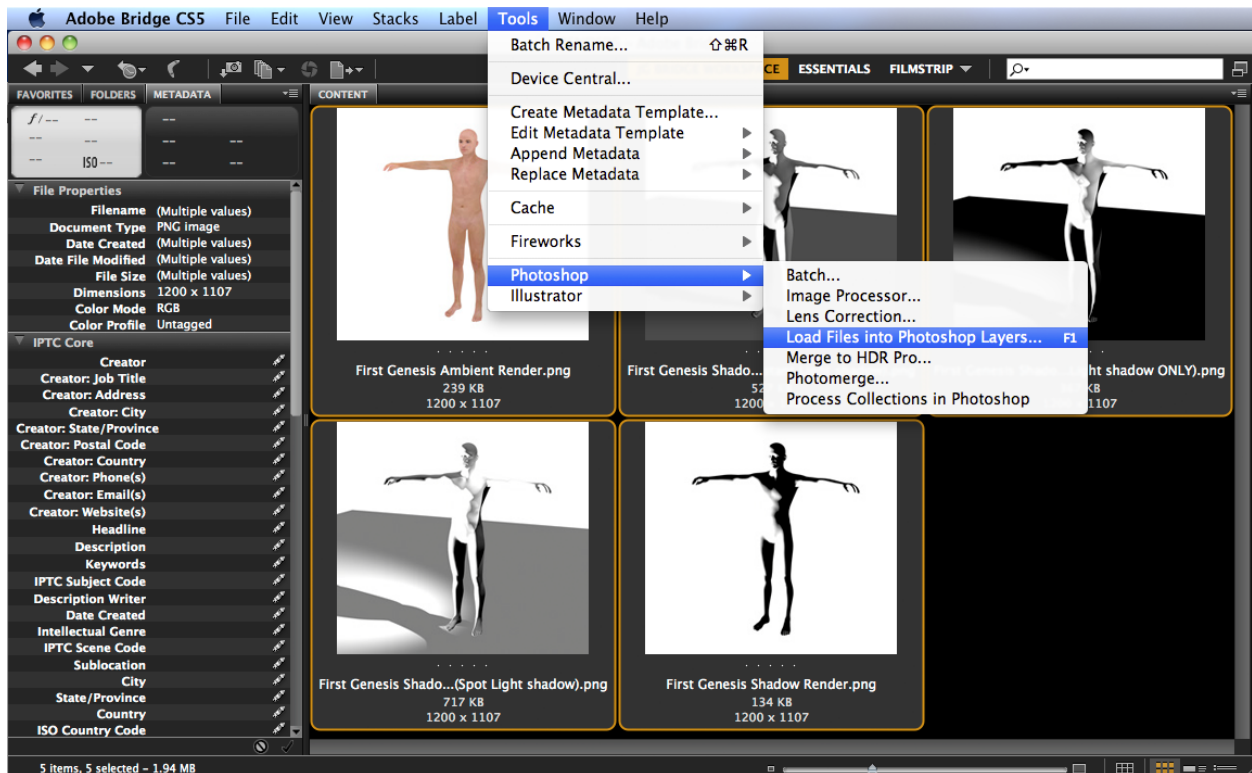 Adobe Bridge CS5 File Edit View Stacks Label Tools Window Help
Batch Rename... ⇧⌘R
Device Central...
Create Metadata Template...
Edit Metadata Template
Append Metadata
Replace Metadata
Cache
Fireworks
Photoshop
Illustrator
Batch...
Image Processor...
Lens Correction...
Load Files into Photoshop Layers... F1
Merge to HDR Pro...
Photomerge...
Process Collections in Photoshop
ESSENTIALS FILMSTRIP
FAVORITES FOLDERS METADATA
CONTENT
f/-- --
-- --
-- ISO --
--
-- --
-- --
File Properties
Filename (Multiple values)
Document Type PNG image
Date Created (Multiple values)
Date File Modified (Multiple values)
File Size (Multiple values)
Dimensions 1200 x 1107
Color Mode RGB
Color Profile Untagged
IPTC Core
Creator
Creator: Job Title
Creator: Address
Creator: City
Creator: State/Province
Creator: Postal Code
Creator: Country
Creator: Phone(s)
Creator: Email(s)
Creator: Website(s)
Headline
Description
Keywords
IPTC Subject Code
Description Writer
Date Created
Intellectual Genre
IPTC Scene Code
Sublocation
City
State/Province
Country
ISO Country Code
First Genesis Ambient Render.png
239 KB
1200 x 1107
First Genesis Shado...
1200
shadow ONLY).png
KB
1107
First Genesis Shado...(Spot Light shadow).png
717 KB
1200 x 1107
First Genesis Shadow Render.png
134 KB
1200 x 1107
5 items, 5 selected - 1.94 MB